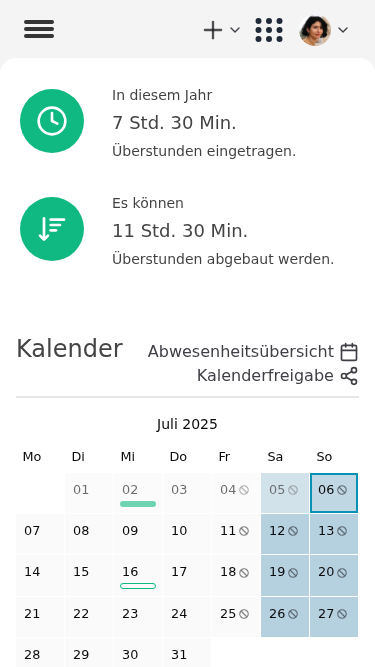 In diesem Jahr
7 Std. 30 Min.
Überstunden eingetragen.
Es können
11 Std. 30 Min.
Überstunden abgebaut werden.
Kalender
Abwesenheitsübersicht
Kalenderfreigabe
Juli 2025
Mo Di Mi Do Fr Sa So
01 02 03 04 05 06
07 08 09 10 11 12 13
14 15 16 17 18 19 20
21 22 23 24 25 26 27
28 29 30 31